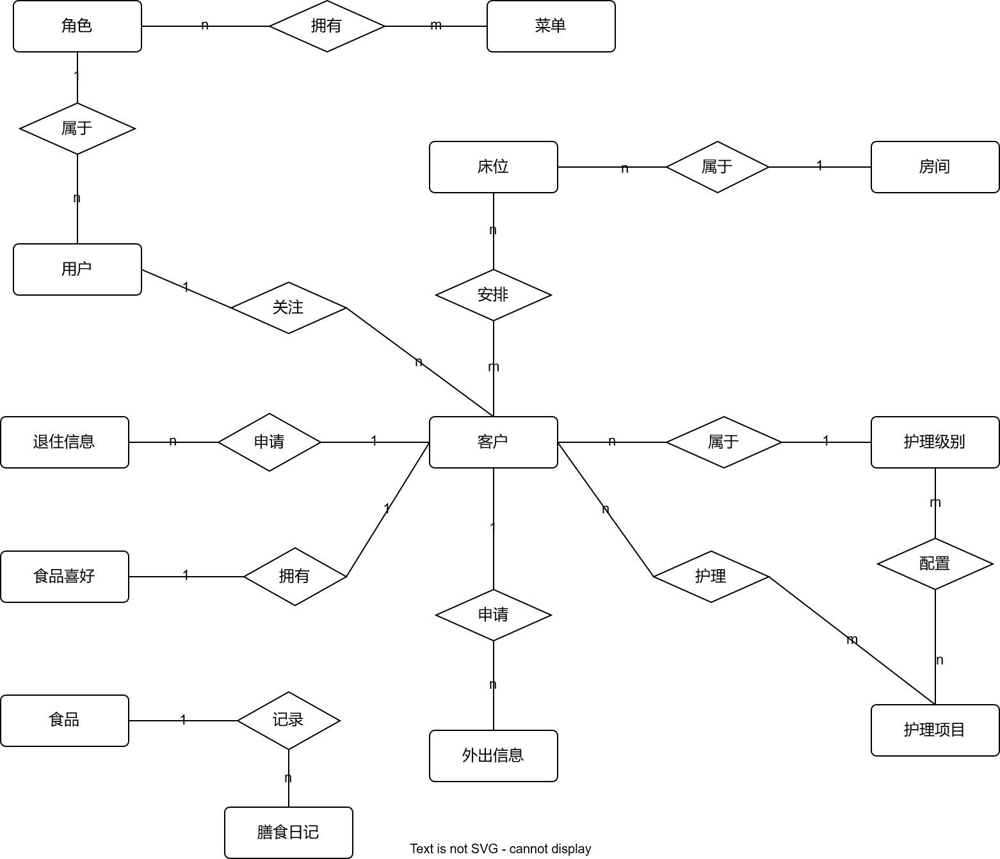 角色
n
拥有
m
菜单
1
属于
n
用户
床位
n
属于
1
房间
n
安排
m
1
关注
n
退住信息
n
申请
1
客户
n
属于
1
护理级别
1
n
m
食品喜好
1
拥有
1
护理
配置
申请
m
n
n
食品
1
记录
n
膳食日记
外出信息
护理项目
Text is not SVG - cannot display